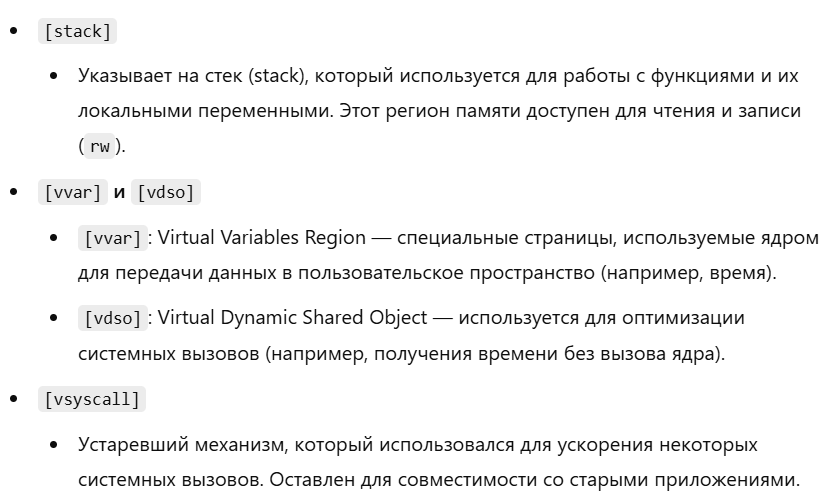 [stack]
Указывает на стек (stack), который используется для работы с функциями и их
локальными переменными. Этот регион памяти доступен для чтения и записи
(rw).
[vvar] и [vdso]
[vvar]: Virtual Variables Region — специальные страницы, используемые ядром
для передачи данных в пользовательское пространство (например, время).
[vdso]: Virtual Dynamic Shared Object — используется для оптимизации
системных вызовов (например, получения времени без вызова ядра).
[vsyscall]
Устаревший механизм, который использовался для ускорения некоторых
системных вызовов. Оставлен для совместимости со старыми приложениями.